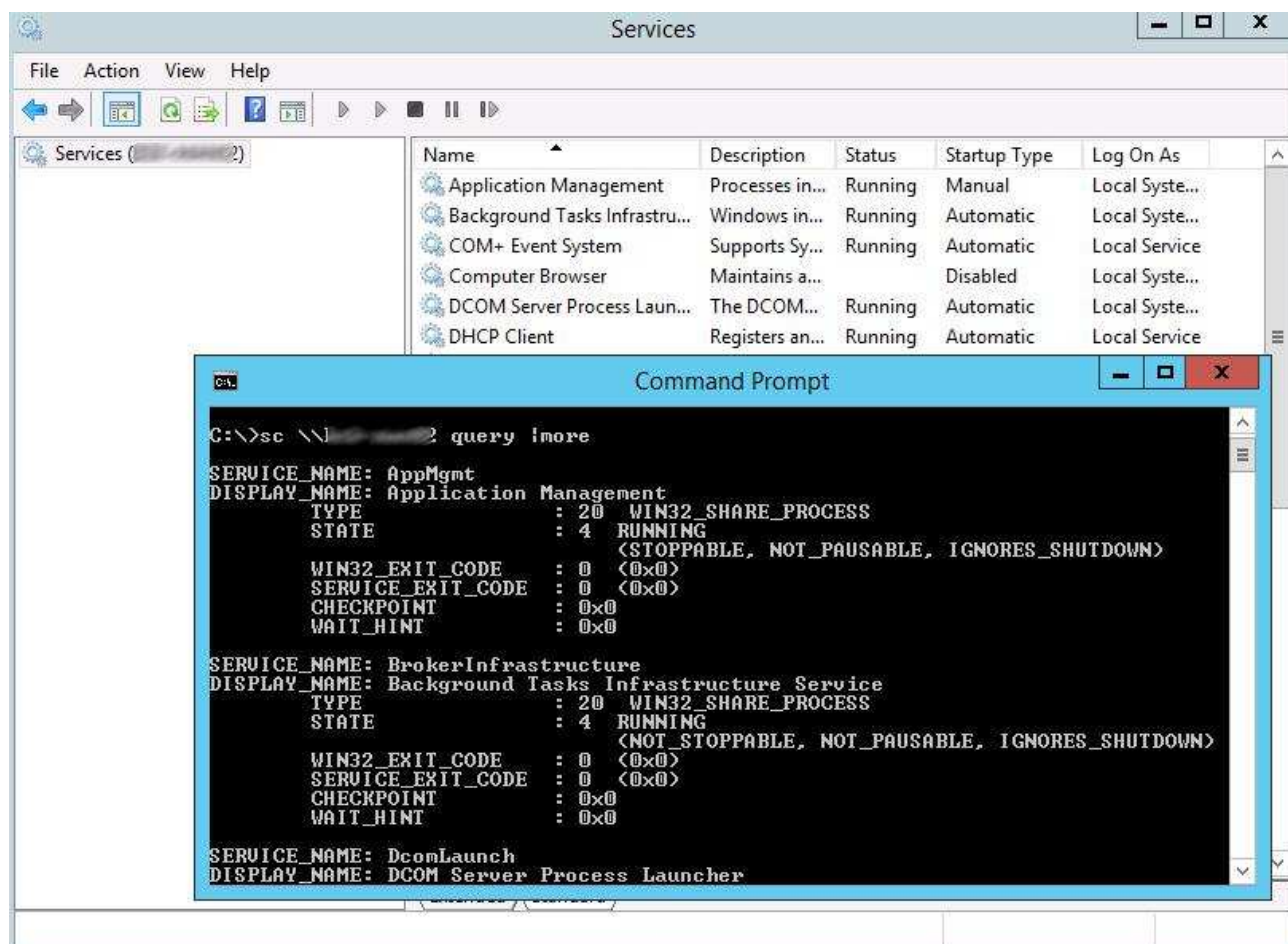 Services
File Action View Help
Services (2)
Name Description Status Startup Type Log On As
Application Management Processes in... Running Manual Local Syste...
Background Tasks Infrastru... Windows in... Running Automatic Local Syste...
COM+ Event System Supports Sy... Running Automatic Local Service
Computer Browser Maintains a... Disabled Local Syste...
DCOM Server Process Laun... The DCOM... Running Automatic Local Syste...
DHCP Client Registers an... Running Automatic Local Service
C:\.
Command Prompt
C:\>sc \\ query |more
SERVICE_NAME: AppMgmt
DISPLAY_NAME: Application Management
TYPE : 20 WIN32_SHARE_PROCESS
STATE : 4 RUNNING
(STOPPABLE, NOT_PAUSABLE, IGNORES_SHUTDOWN)
WIN32_EXIT_CODE : 0 (0x0)
SERVICE_EXIT_CODE : 0 (0x0)
CHECKPOINT : 0x0
WAIT_HINT : 0x0
SERVICE_NAME: BrokerInfrastructure
DISPLAY_NAME: Background Tasks Infrastructure Service
TYPE : 20 WIN32_SHARE_PROCESS
STATE : 4 RUNNING
(NOT_STOPPABLE, NOT_PAUSABLE, IGNORES_SHUTDOWN)
WIN32_EXIT_CODE : 0 (0x0)
SERVICE_EXIT_CODE : 0 (0x0)
CHECKPOINT : 0x0
WAIT_HINT : 0x0
SERVICE_NAME: DcomLaunch
DISPLAY_NAME: DCOM Server Process Launcher